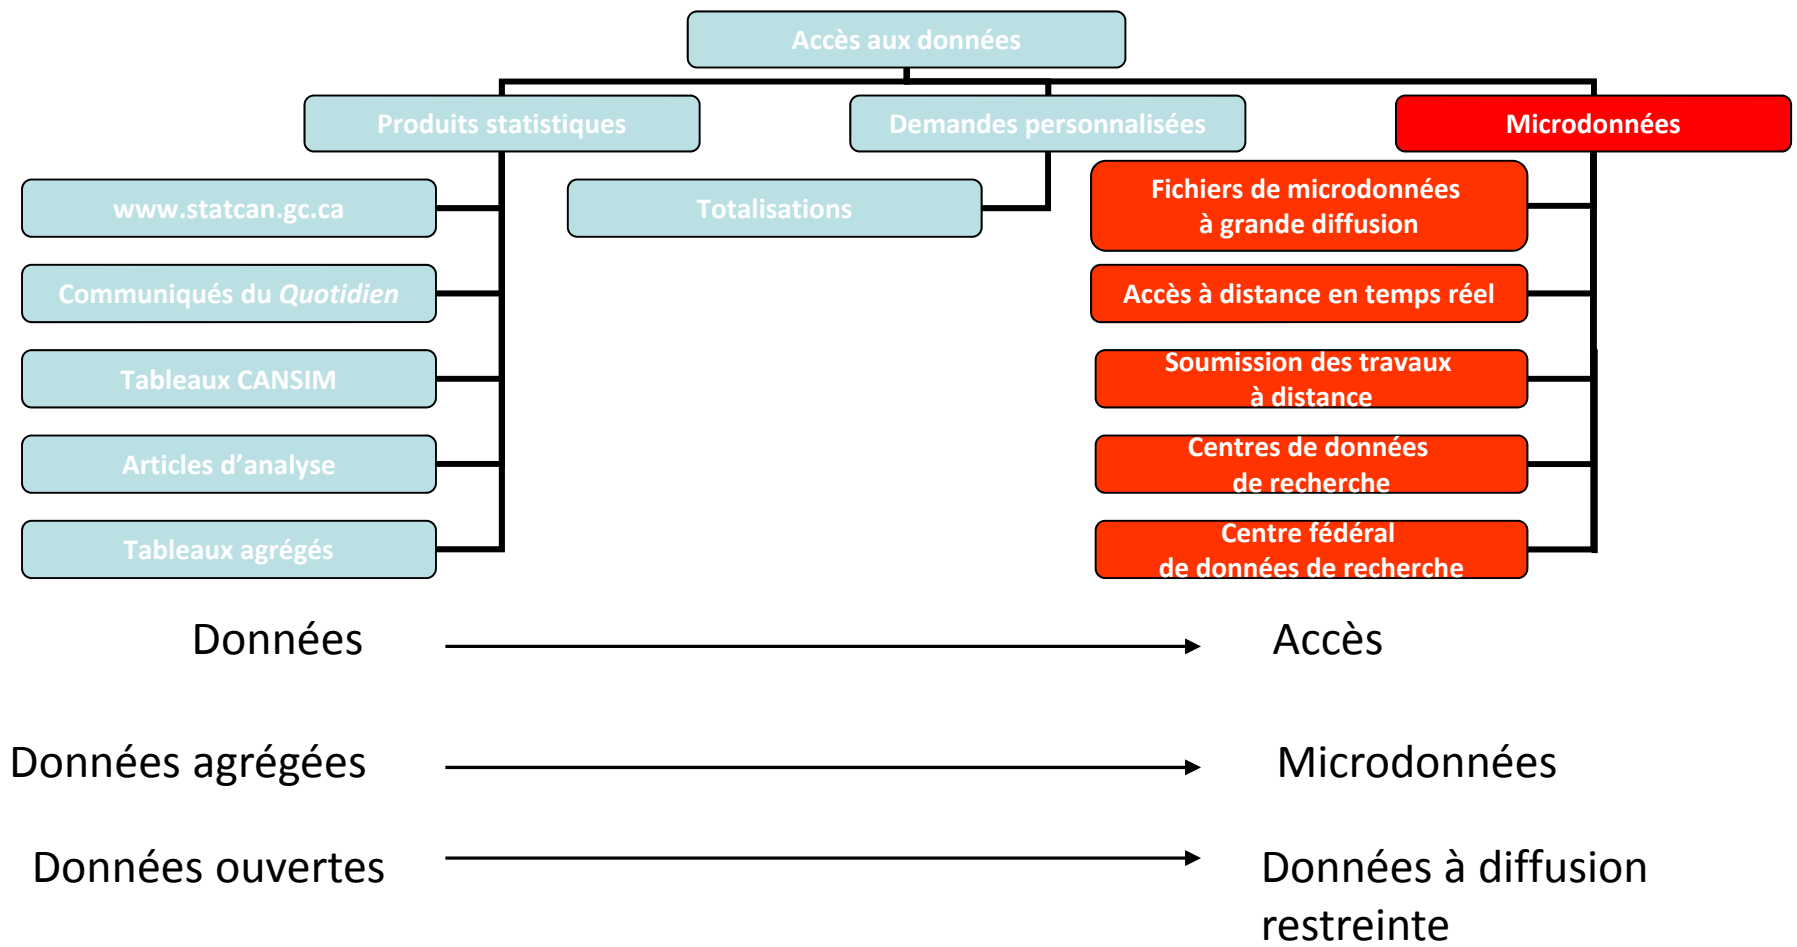 Accès aux données
Produits statistiques
Demandes personnalisées
Microdonnées
www.statcan.gc.ca
Communiqués du Quotidien
Tableaux CANSIM
Articles d’analyse
Tableaux agrégés
Totalisations
Fichiers de microdonnées
à grande diffusion
Accès à distance en temps réel
Soumission des travaux
à distance
Centres de données
de recherche
Centre fédéral
de données de recherche
Données
Accès
Données agrégées
Microdonnées
Données ouvertes
Données à diffusion
restreinte